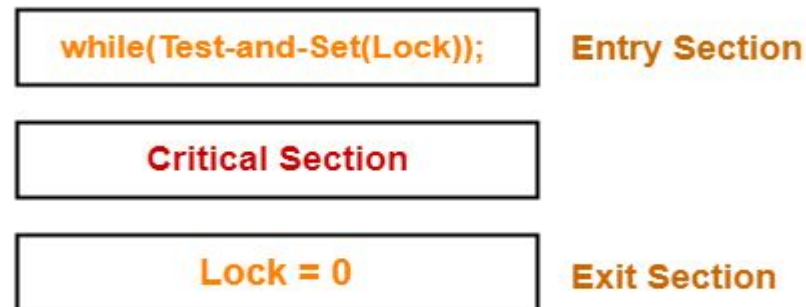 while(Test-and-Set(Lock)); Entry Section
Critical Section
Lock = 0 Exit Section